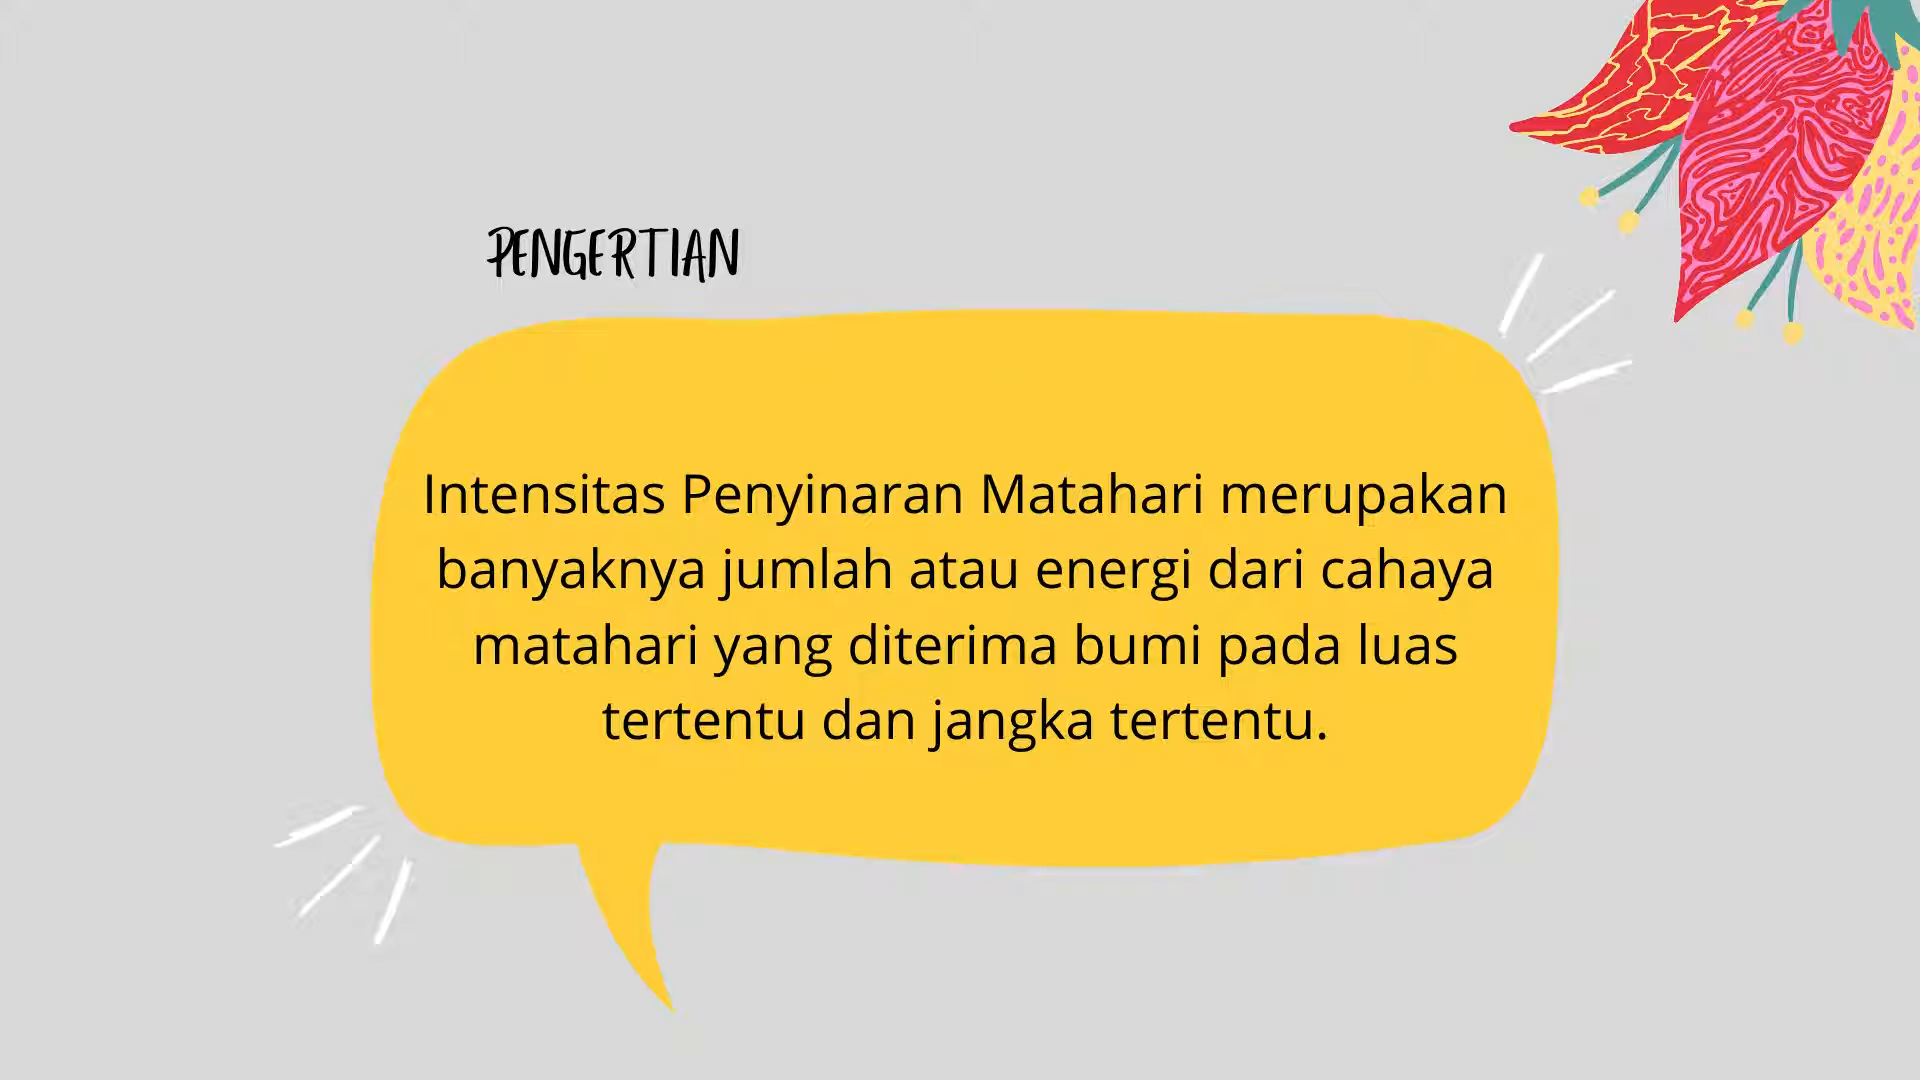 PENGERTIAN
Intensitas Penyinaran Matahari merupakan
banyaknya jumlah atau energi dari cahaya
matahari yang diterima bumi pada luas
tertentu dan jangka tertentu.